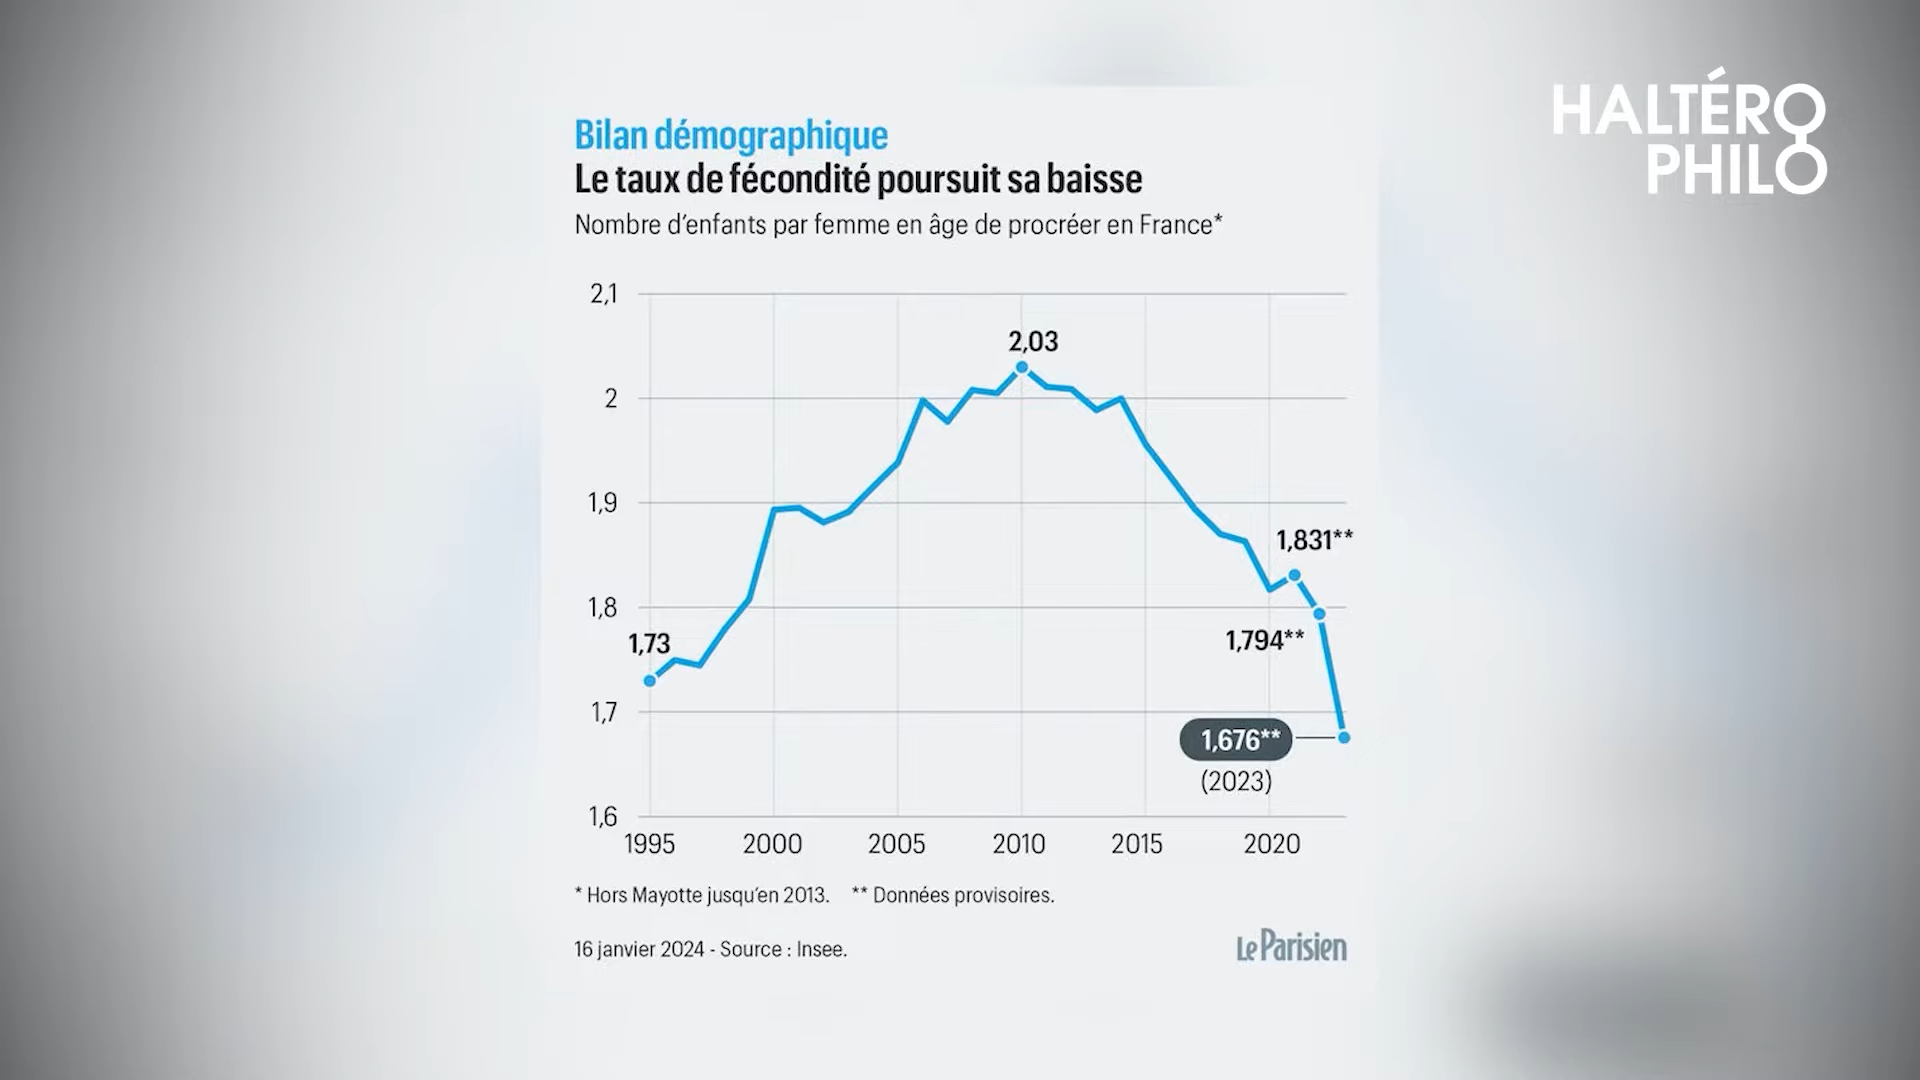 HALTÉRO
PHILO
Bilan démographique
Le taux de fécondité poursuit sa baisse
Nombre d'enfants par femme en âge de procréer en France*
2,1
2,03
2
1,9
1,831**
1,8
1,73
1,794**
1,7
1,676**
(2023)
1,6
1995 2000 2005 2010 2015 2020
* Hors Mayotte jusqu'en 2013. ** Données provisoires.
16 janvier 2024 - Source : Insee.
Le Parisien